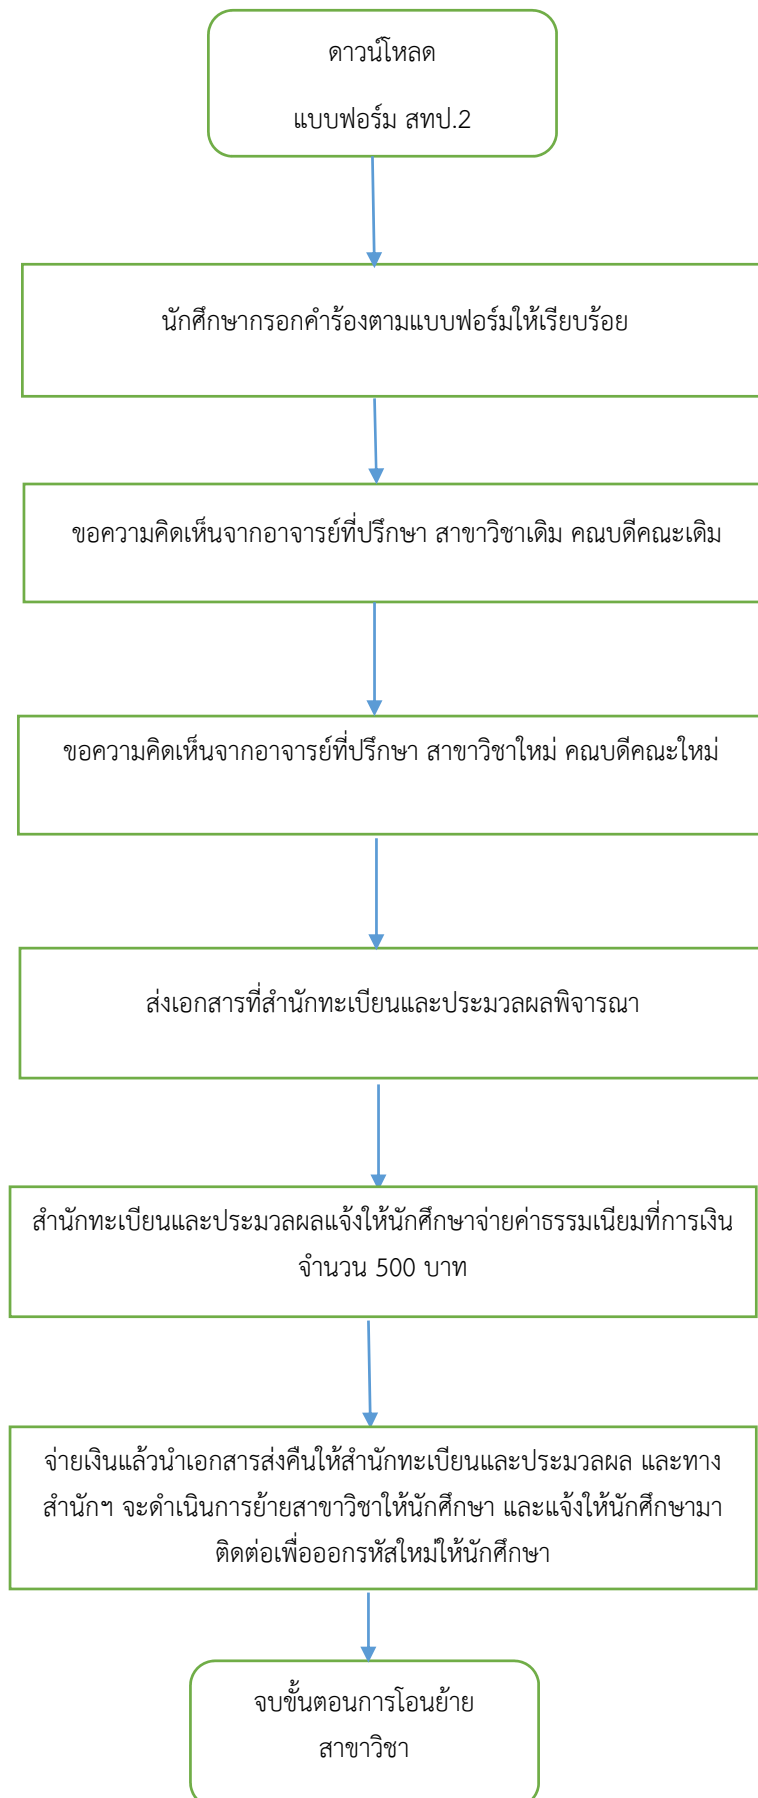 ดาวน์โหลด
แบบฟอร์ม สทป.2
นักศึกษากรอกคำร้องตามแบบฟอร์มให้เรียบร้อย
ขอความคิดเห็นจากอาจารย์ที่ปรึกษา สาขาวิชาเดิม คณบดีคณะเดิม
ขอความคิดเห็นจากอาจารย์ที่ปรึกษา สาขาวิชาใหม่ คณบดีคณะใหม่
ส่งเอกสารที่สำนักทะเบียนและประมวลผลพิจารณา
สำนักทะเบียนและประมวลผลแจ้งให้นักศึกษาจ่ายค่าธรรมเนียมที่การเงิน
จำนวน 500 บาท
จ่ายเงินแล้วนำเอกสารส่งคืนให้สำนักทะเบียนและประมวลผล และทาง
สำนักฯ จะดำเนินการย้ายสาขาวิชาให้นักศึกษา และแจ้งให้นักศึกษามา
ติดต่อเพื่อออกรหัสใหม่ให้นักศึกษา
จบขั้นตอนการโอนย้าย
สาขาวิชา